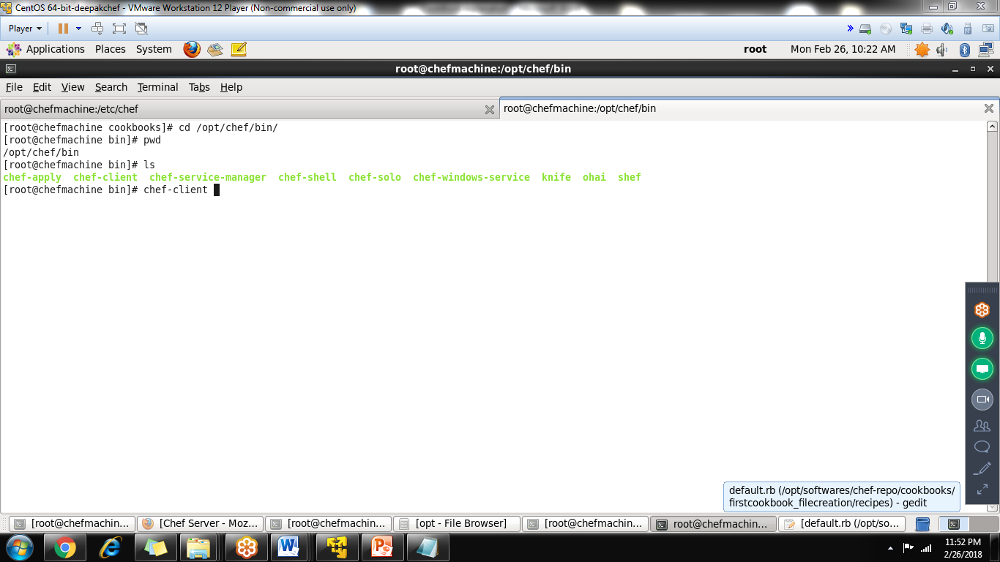 CentOS 64-bit-deepakchef - VMware Workstation 12 Player (Non-commercial use only)
Player
Applications Places System root Mon Feb 26, 10:22 AM
root@chefmachine:/opt/chef/bin
File Edit View Search Terminal Tabs Help
root@chefmachine:/etc/chef root@chefmachine:/opt/chef/bin
[root@chefmachine cookbooks]# cd /opt/chef/bin/
[root@chefmachine bin]# pwd
/opt/chef/bin
[root@chefmachine bin]# ls
chef-apply chef-client chef-service-manager chef-shell chef-solo chef-windows-service knife ohai shef
[root@chefmachine bin]# chef-client
default.rb (/opt/softwares/chef-repo/cookbooks/
firstcookbook_filecreation/recipes) - gedit
[root@chefmachin... [Chef Server - Moz... [root@chefmachin... [opt - File Browser] [root@chefmachin... root@chefmachin... [default.rb (/opt/so...
11:52 PM
2/26/2018